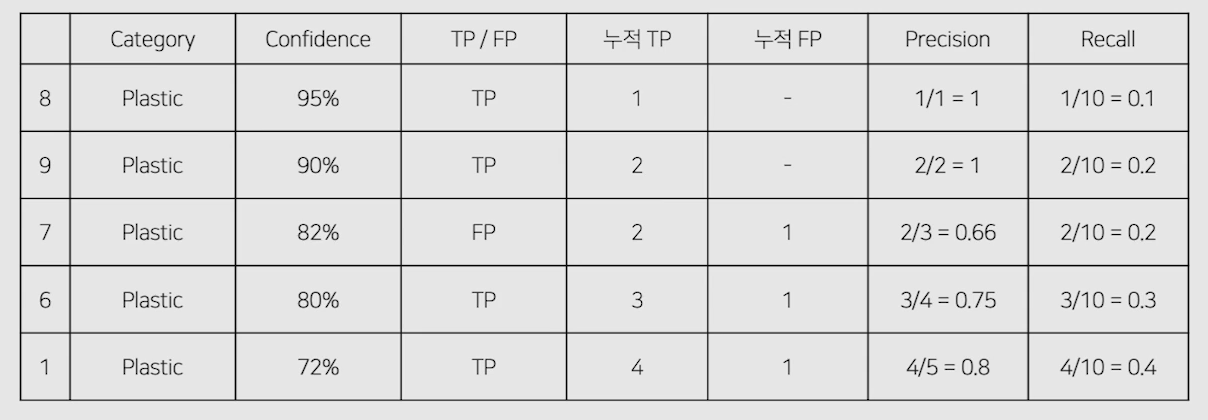 Category Confidence TP / FP 누적 TP 누적 FP Precision Recall
8 Plastic 95% TP 1 - 1/1 = 1 1/10 = 0.1
9 Plastic 90% TP 2 - 2/2 = 1 2/10 = 0.2
7 Plastic 82% FP 2 1 2/3 = 0.66 2/10 = 0.2
6 Plastic 80% TP 3 1 3/4 = 0.75 3/10 = 0.3
1 Plastic 72% TP 4 1 4/5 = 0.8 4/10 = 0.4